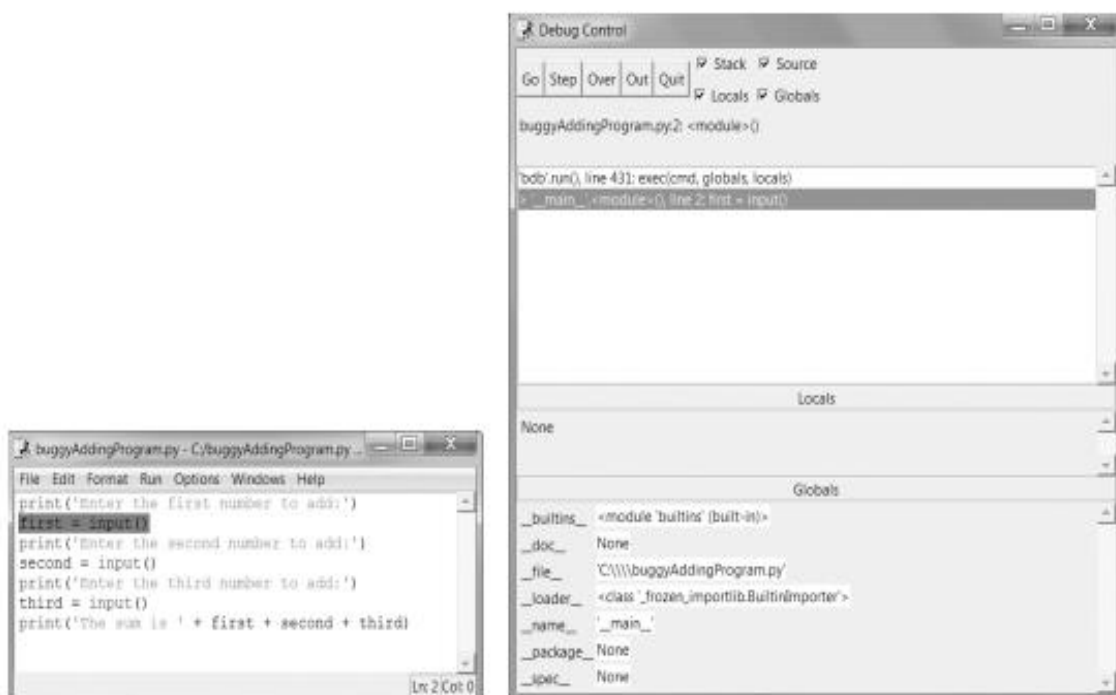 buggyAddingProgram.py - C:/buggyAddingProgram.py ...
File Edit Format Run Options Windows Help
print('Enter the first number to add:')
first = input()
print('Enter the second number to add:')
second = input()
print('Enter the third number to add:')
third = input()
print('The sum is ' + first + second + third)
Ln: 2 Col: 0
Debug Control
Go Step Over Out Quit
Stack Source
Locals Globals
buggyAddingProgram.py:2: <module>()
'bdb'.run(), line 431: exec(cmd, globals, locals)
> '__main__'.<module>(), line 2: first = input()
Locals
None
Globals
__builtins__ <module 'builtins' (built-in)>
__doc__ None
__file__ 'C:\\\\buggyAddingProgram.py'
__loader__ <class '_frozen_importlib.BuiltinImporter'>
__name__ '__main__'
__package__ None
__spec__ None